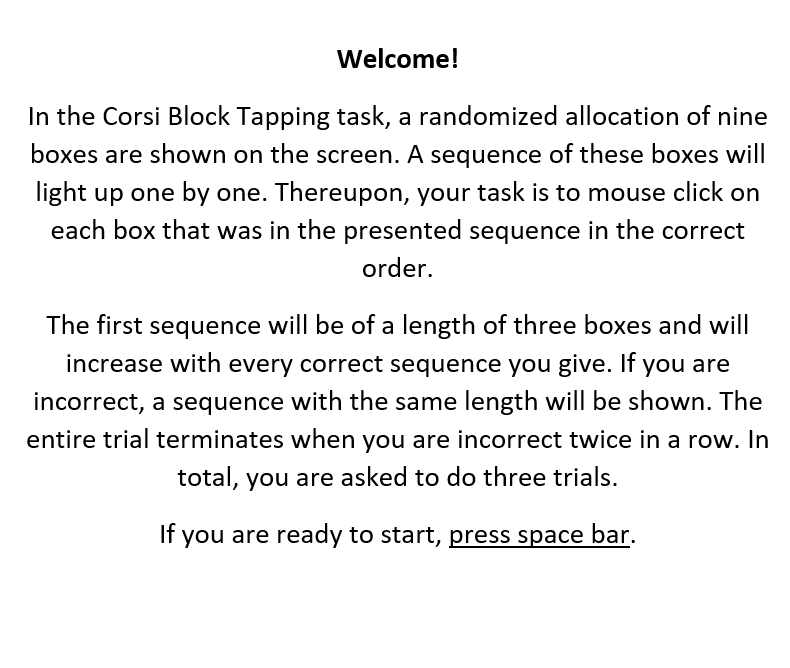 Welcome!
In the Corsi Block Tapping task, a randomized allocation of nine
boxes are shown on the screen. A sequence of these boxes will
light up one by one. Thereupon, your task is to mouse click on
each box that was in the presented sequence in the correct
order.
The first sequence will be of a length of three boxes and will
increase with every correct sequence you give. If you are
incorrect, a sequence with the same length will be shown. The
entire trial terminates when you are incorrect twice in a row. In
total, you are asked to do three trials.
If you are ready to start, press space bar.